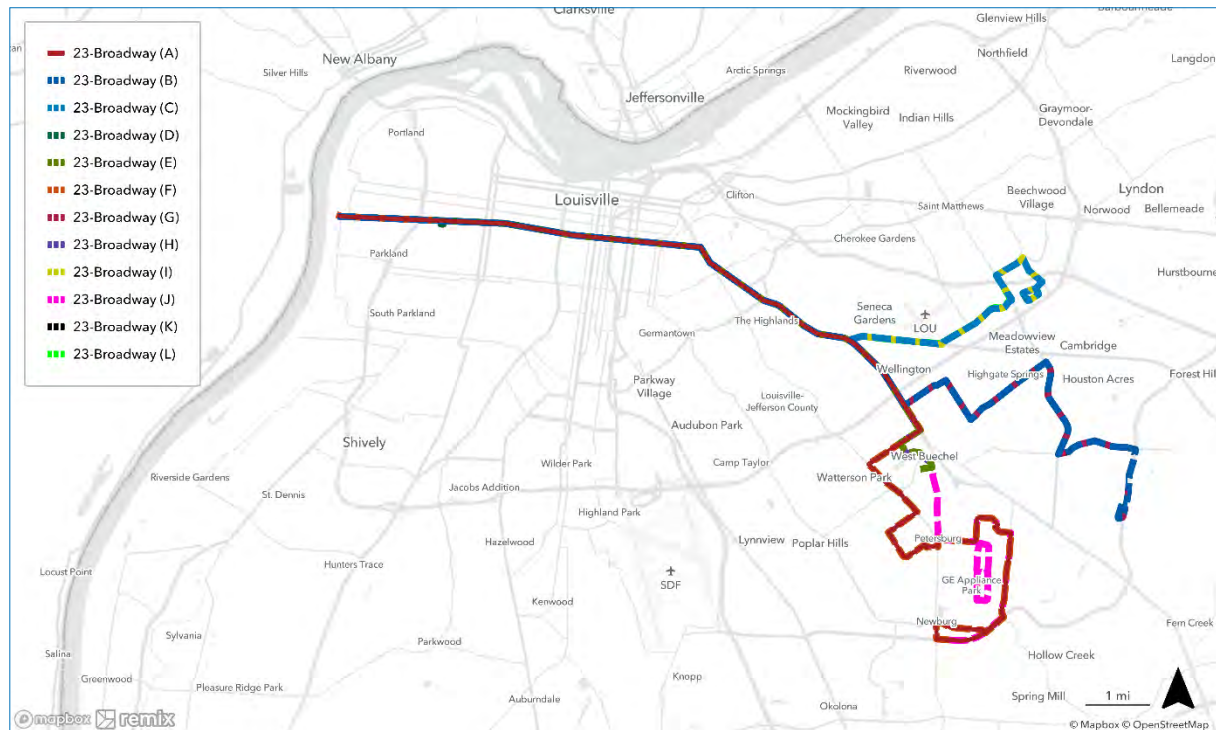 23-Broadway (A)
23-Broadway (B)
23-Broadway (C)
23-Broadway (D)
23-Broadway (E)
23-Broadway (F)
23-Broadway (G)
23-Broadway (H)
23-Broadway (I)
23-Broadway (J)
23-Broadway (K)
23-Broadway (L)
Clarksville
Glenview Hills
Northfield
Langdon
New Albany
Silver Hills
Arctic Springs
Riverwood
Jeffersonville
Mockingbird
Valley
Indian Hills
Graymoor-
Devondale
Portland
Louisville
Clifton
Beechwood
Village
Lyndon
Saint Matthews
Norwood
Bellemeade
Parkland
Cherokee Gardens
Hurstbourne
South Parkland
Seneca
Gardens
LOU
The Highlands
Germantown
Meadowview
Estates
Cambridge
Wellington
Highgate Springs
Houston Acres
Forest Hil
Parkway
Village
Louisville-
Jefferson County
Audubon Park
Shively
West Buechel
Wilder Park
Camp Taylor
Watterson Park
Riverside Gardens
St. Dennis
Jacobs Addition
Highland Park
Hazelwood
Lynnview
Poplar Hills
Petersburg
Locust Point
Hunters Trace
SDF
GE Appliance
Park
Kenwood
Newburg
Fern Creek
Sylvania
Parkwood
Salina
Hollow Creek
Greenwood
Pleasure Ridge Park
Knopp
Auburndale
Spring Mill
1 mi
Okolona
mapbox remix
© Mapbox © OpenStreetMap